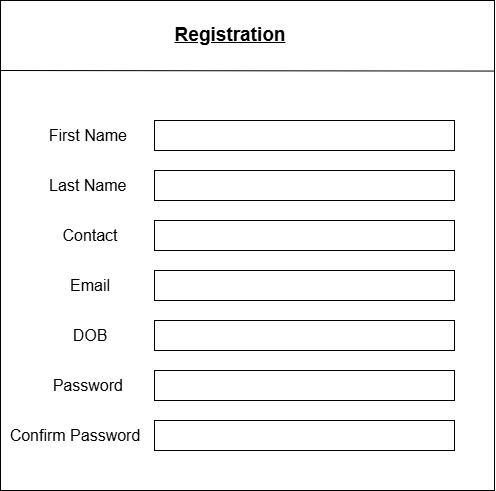 Registration
First Name
Last Name
Contact
Email
DOB
Password
Confirm Password